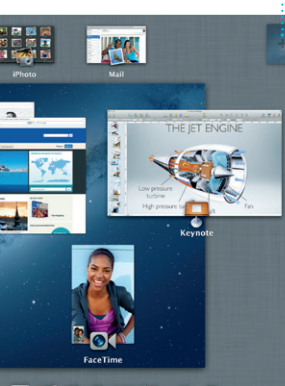 iPhoto
Mail
THE JET ENGINE
Low pressure
turbine
High pressure
Fan
Keynote
FaceTime